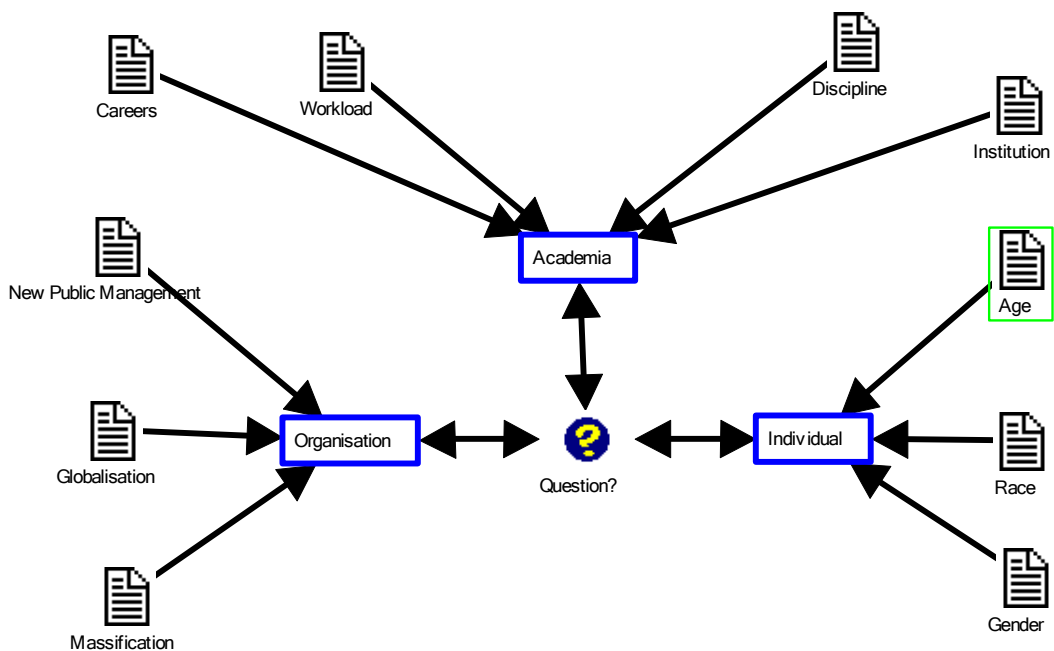 Careers
Workload
Discipline
Institution
New Public Management
Academia
Age
Globalisation
Organisation
?
Question?
Individual
Race
Massification
Gender